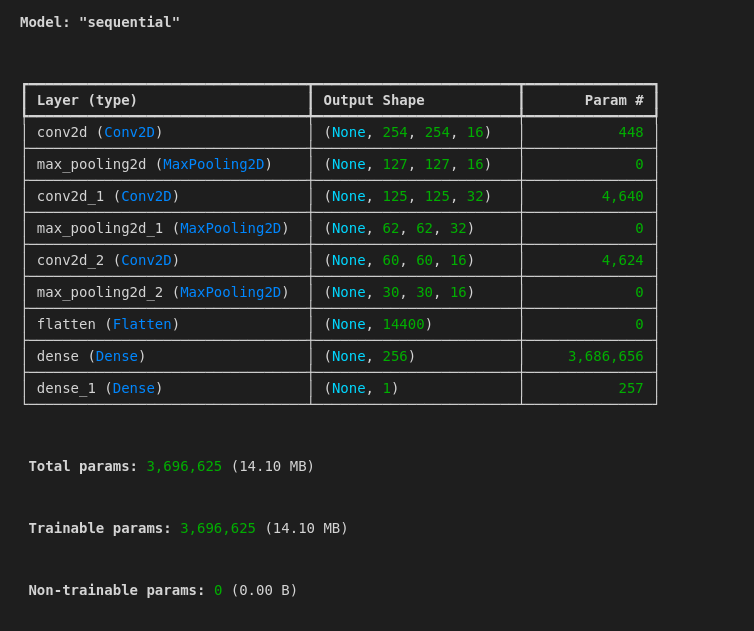 Model: "sequential"
Layer (type) Output Shape Param #
conv2d (Conv2D) (None, 254, 254, 16) 448
max_pooling2d (MaxPooling2D) (None, 127, 127, 16) 0
conv2d_1 (Conv2D) (None, 125, 125, 32) 4,640
max_pooling2d_1 (MaxPooling2D) (None, 62, 62, 32) 0
conv2d_2 (Conv2D) (None, 60, 60, 16) 4,624
max_pooling2d_2 (MaxPooling2D) (None, 30, 30, 16) 0
flatten (Flatten) (None, 14400) 0
dense (Dense) (None, 256) 3,686,656
dense_1 (Dense) (None, 1) 257
Total params: 3,696,625 (14.10 MB)
Trainable params: 3,696,625 (14.10 MB)
Non-trainable params: 0 (0.00 B)